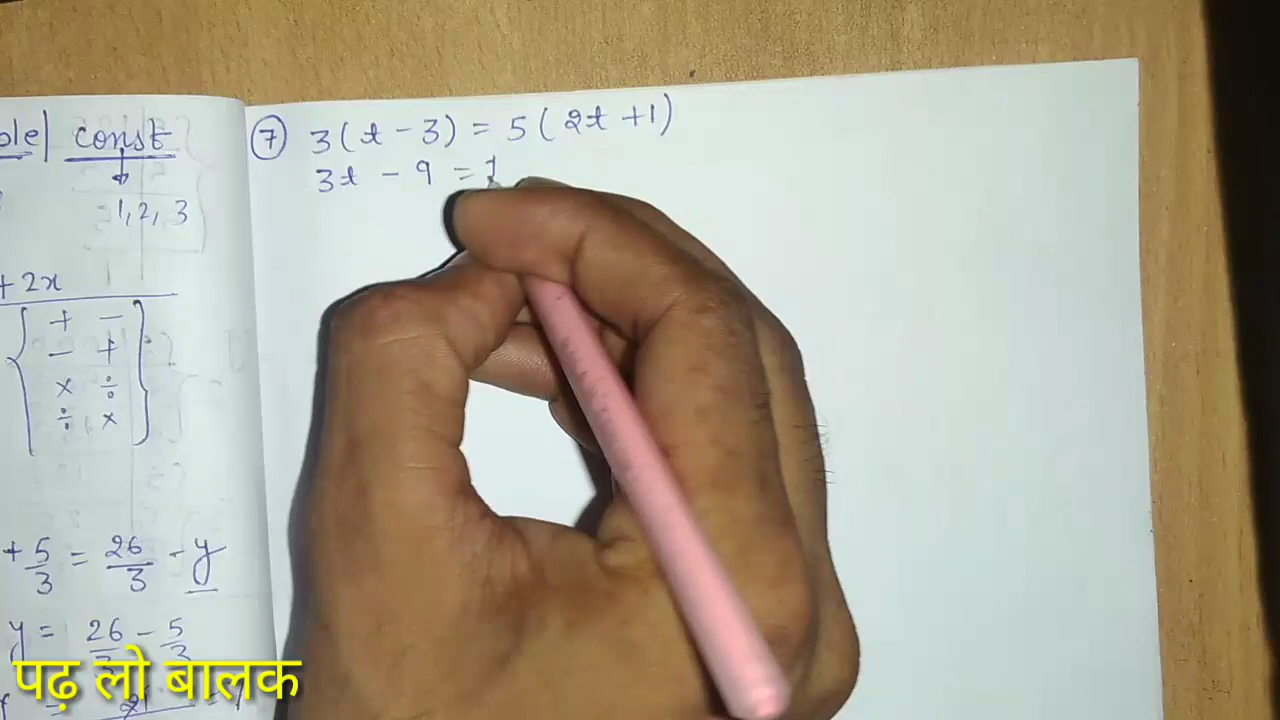 const
= 1, 2, 3
+ 2x
+ -
- +
× ÷
÷ ×
+ 5/3 = 26/3 - y
y = 26/3 - 5/3
⑦ 3(t - 3) = 5(2t + 1)
3t - 9 = 1
पढ़ लो बालक